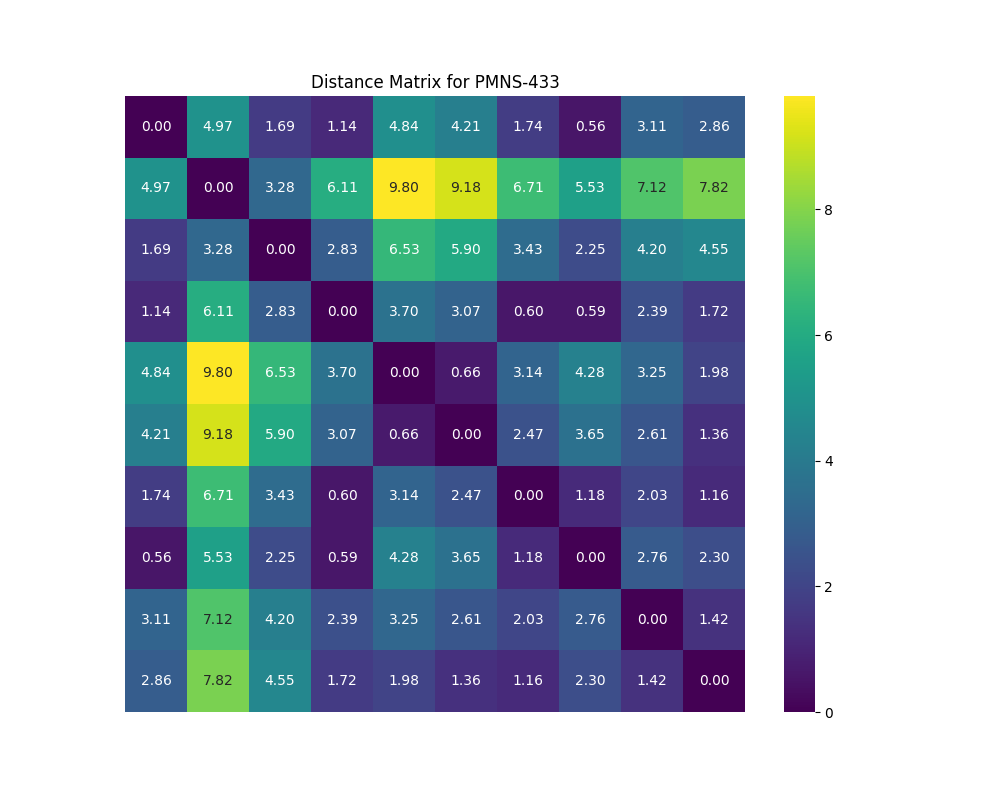 Distance Matrix for PMNS-433
0.00 4.97 1.69 1.14 4.84 4.21 1.74 0.56 3.11 2.86
4.97 0.00 3.28 6.11 9.80 9.18 6.71 5.53 7.12 7.82
8
1.69 3.28 0.00 2.83 6.53 5.90 3.43 2.25 4.20 4.55
1.14 6.11 2.83 0.00 3.70 3.07 0.60 0.59 2.39 1.72
6
4.84 9.80 6.53 3.70 0.00 0.66 3.14 4.28 3.25 1.98
4.21 9.18 5.90 3.07 0.66 0.00 2.47 3.65 2.61 1.36
4
1.74 6.71 3.43 0.60 3.14 2.47 0.00 1.18 2.03 1.16
0.56 5.53 2.25 0.59 4.28 3.65 1.18 0.00 2.76 2.30
2
3.11 7.12 4.20 2.39 3.25 2.61 2.03 2.76 0.00 1.42
2.86 7.82 4.55 1.72 1.98 1.36 1.16 2.30 1.42 0.00
0